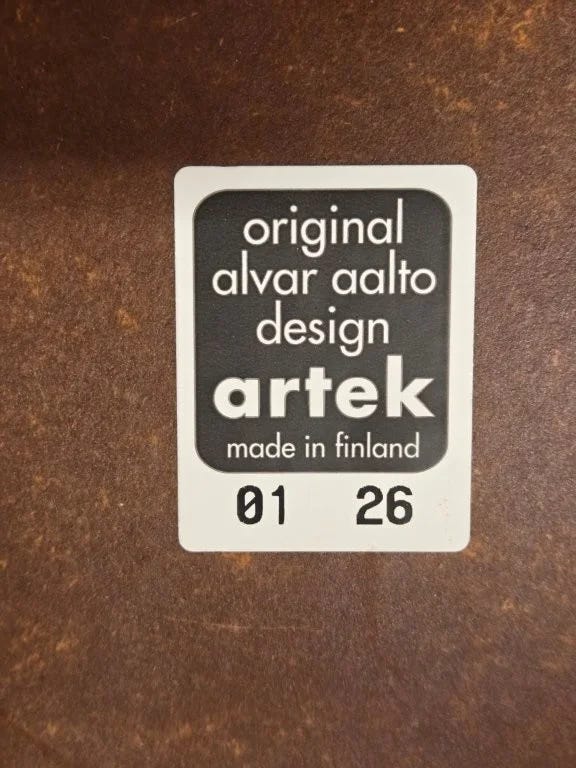 original
alvar aalto
design
artek
made in finland
01 26